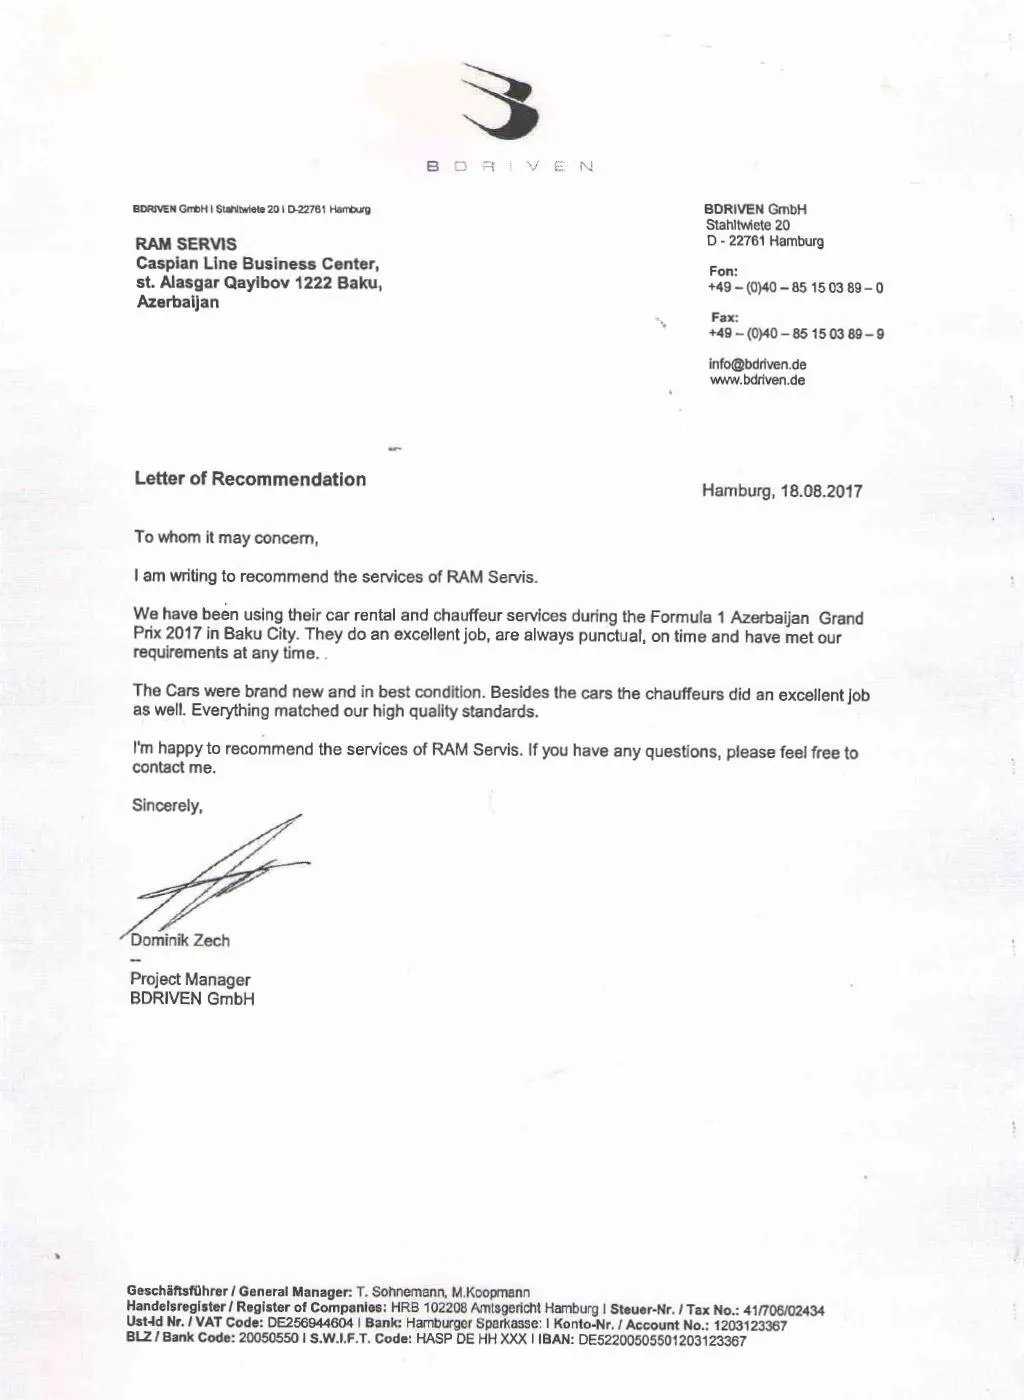 BDRIVEN
BDRIVEN GmbH I Stahltwiete 20 I D-22761 Hamburg
RAM SERVIS
Caspian Line Business Center,
st. Alasgar Qayibov 1222 Baku,
Azerbaijan
BDRIVEN GmbH
Stahltwiete 20
D - 22761 Hamburg
Fon:
+49 – (0)40 – 85 15 03 89 – 0
Fax:
+49 – (0)40 – 85 15 03 89 – 9
info@bdriven.de
www.bdriven.de
Letter of Recommendation
Hamburg, 18.08.2017
To whom it may concern,
I am writing to recommend the services of RAM Servis.
We have been using their car rental and chauffeur services during the Formula 1 Azerbaijan Grand
Prix 2017 in Baku City. They do an excellent job, are always punctual, on time and have met our
requirements at any time. .
The Cars were brand new and in best condition. Besides the cars the chauffeurs did an excellent job
as well. Everything matched our high quality standards.
I'm happy to recommend the services of RAM Servis. If you have any questions, please feel free to
contact me.
Sincerely,
Dominik Zech
--
Project Manager
BDRIVEN GmbH
Geschäftsführer / General Manager: T. Sohnemann, M.Koopmann
Handelsregister / Register of Companies: HRB 102208 Amtsgericht Hamburg I Steuer-Nr. / Tax No.: 41/706/02434
Ust-Id Nr. / VAT Code: DE256944604 I Bank: Hamburger Sparkasse: I Konto-Nr. / Account No.: 1203123367
BLZ / Bank Code: 20050550 I S.W.I.F.T. Code: HASP DE HH XXX I IBAN: DE52200505501203123367